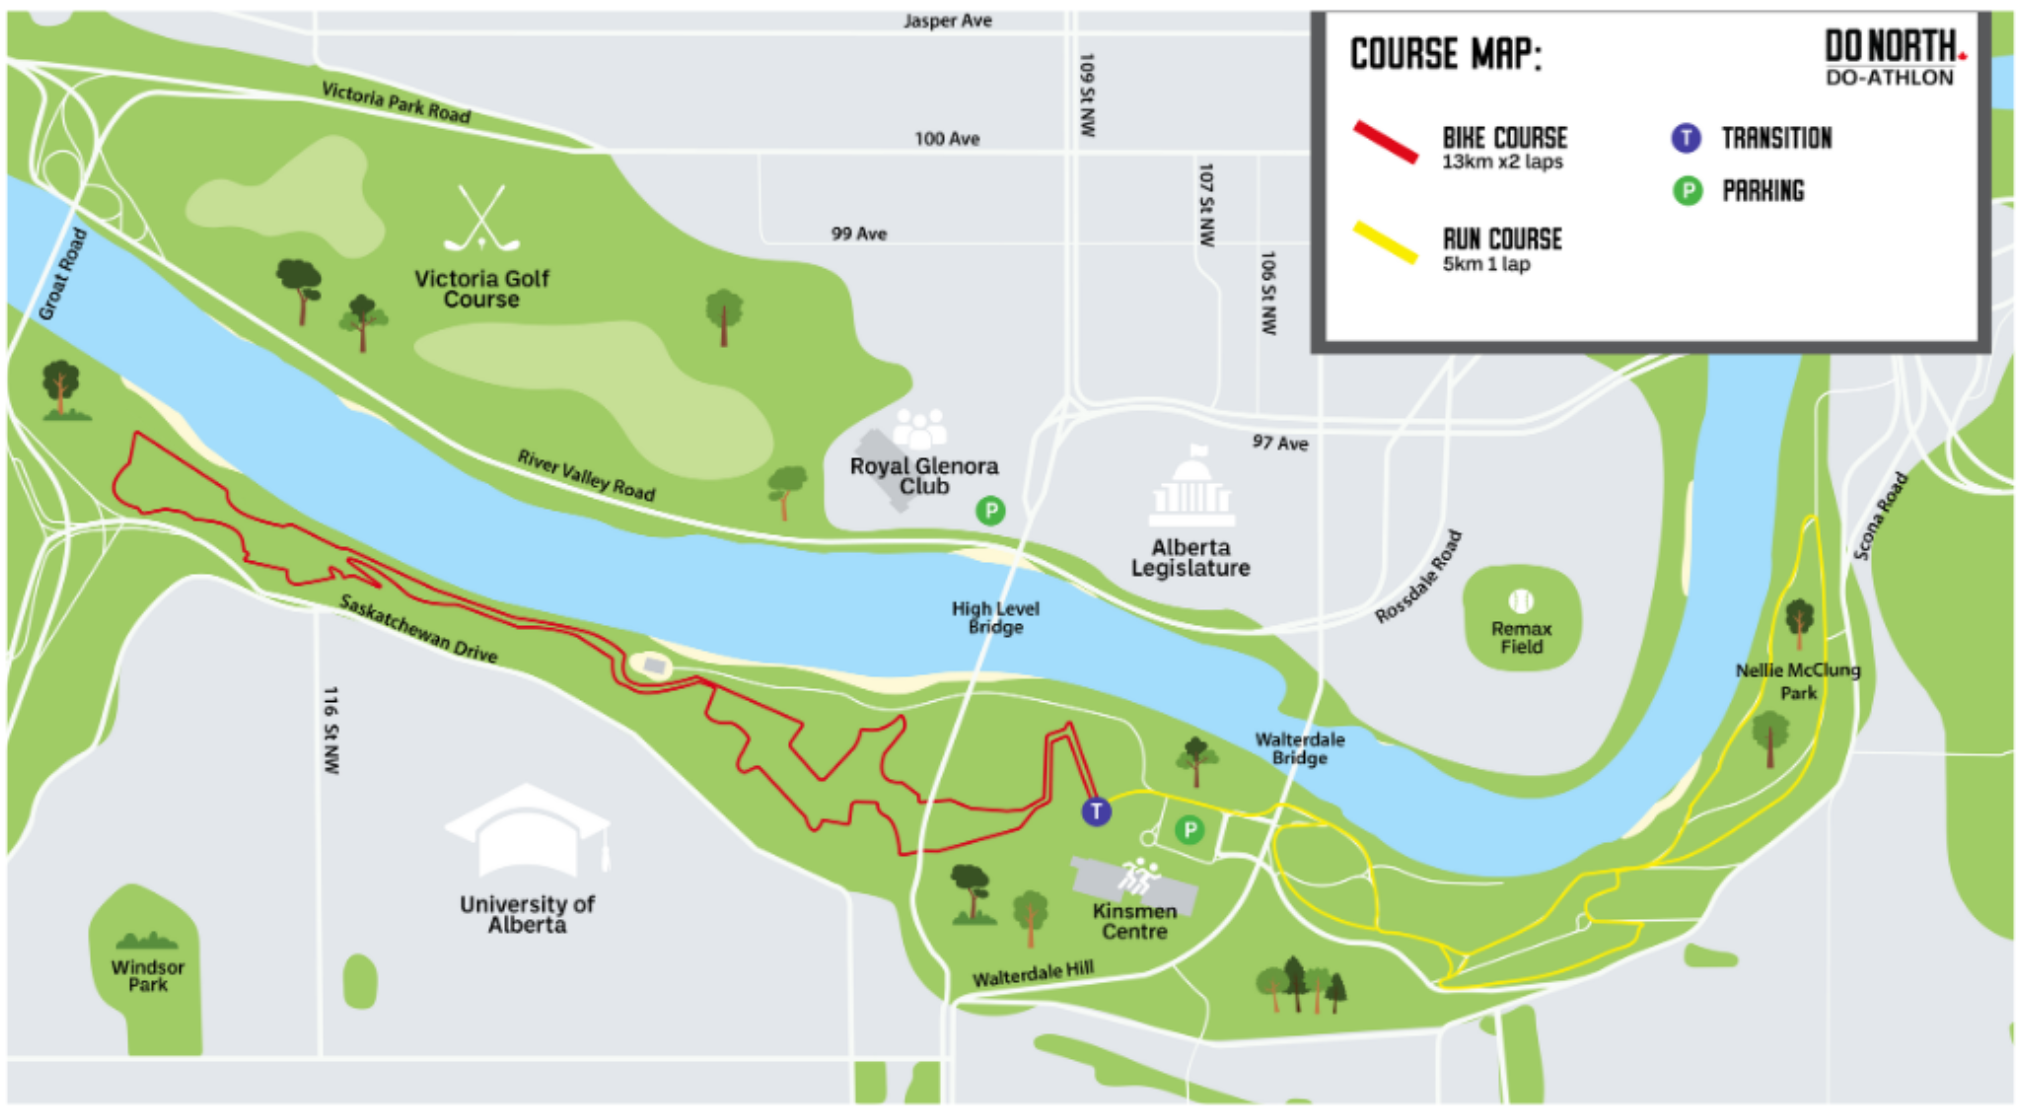 Jasper Ave
109 St NW
Victoria Park Road
100 Ave
107 St NW
99 Ave
106 St NW
Groat Road
Victoria Golf
Course
River Valley Road
Royal Glenora
Club
P
97 Ave
Alberta
Legislature
Rossdale Road
Scona Road
High Level
Bridge
Remax
Field
Saskatchewan Drive
Nellie McClung
Park
116 St NW
Walterdale
Bridge
T
P
University of
Alberta
Kinsmen
Centre
Windsor
Park
Walterdale Hill
COURSE MAP:
DO NORTH
DO-ATHLON
BIKE COURSE
13km x2 laps
T TRANSITION
P PARKING
RUN COURSE
5km 1 lap